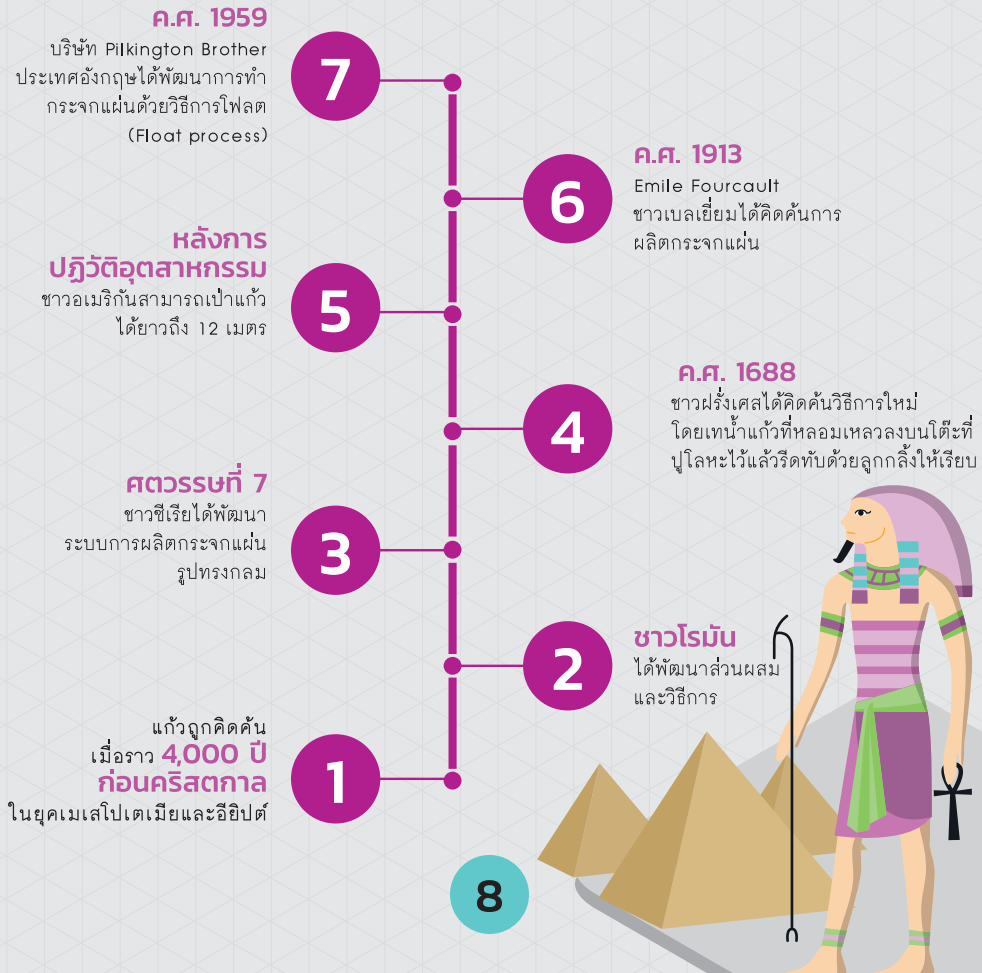 ค.ศ. 1959
บริษัท Pilkington Brother
ประเทศอังกฤษได้พัฒนาการทำ
กระจกแผ่นด้วยวิธีการโฟลต
(Float process)
7
ค.ศ. 1913
Emile Fourcault
ชาวเบลเยี่ยมได้คิดค้นการ
ผลิตกระจกแผ่น
6
หลังการ
ปฏิวัติอุตสาหกรรม
ชาวอเมริกันสามารถเป่าแก้ว
ได้ยาวถึง 12 เมตร
5
ค.ศ. 1688
ชาวฝรั่งเศสได้คิดค้นวิธีการใหม่
โดยเทน้ำแก้วที่หลอมเหลวลงบนโต๊ะที่
ปูโลหะไว้แล้วรีดทับด้วยลูกกลิ้งให้เรียบ
4
ศตวรรษที่ 7
ชาวซีเรียได้พัฒนา
ระบบการผลิตกระจกแผ่น
รูปทรงกลม
3
ชาวโรมัน
ได้พัฒนาส่วนผสม
และวิธีการ
2
แก้วถูกคิดค้น
เมื่อราว 4,000 ปี
ก่อนคริสตกาล
ในยุคเมเสโปเตเมียและอียิปต์
1
8